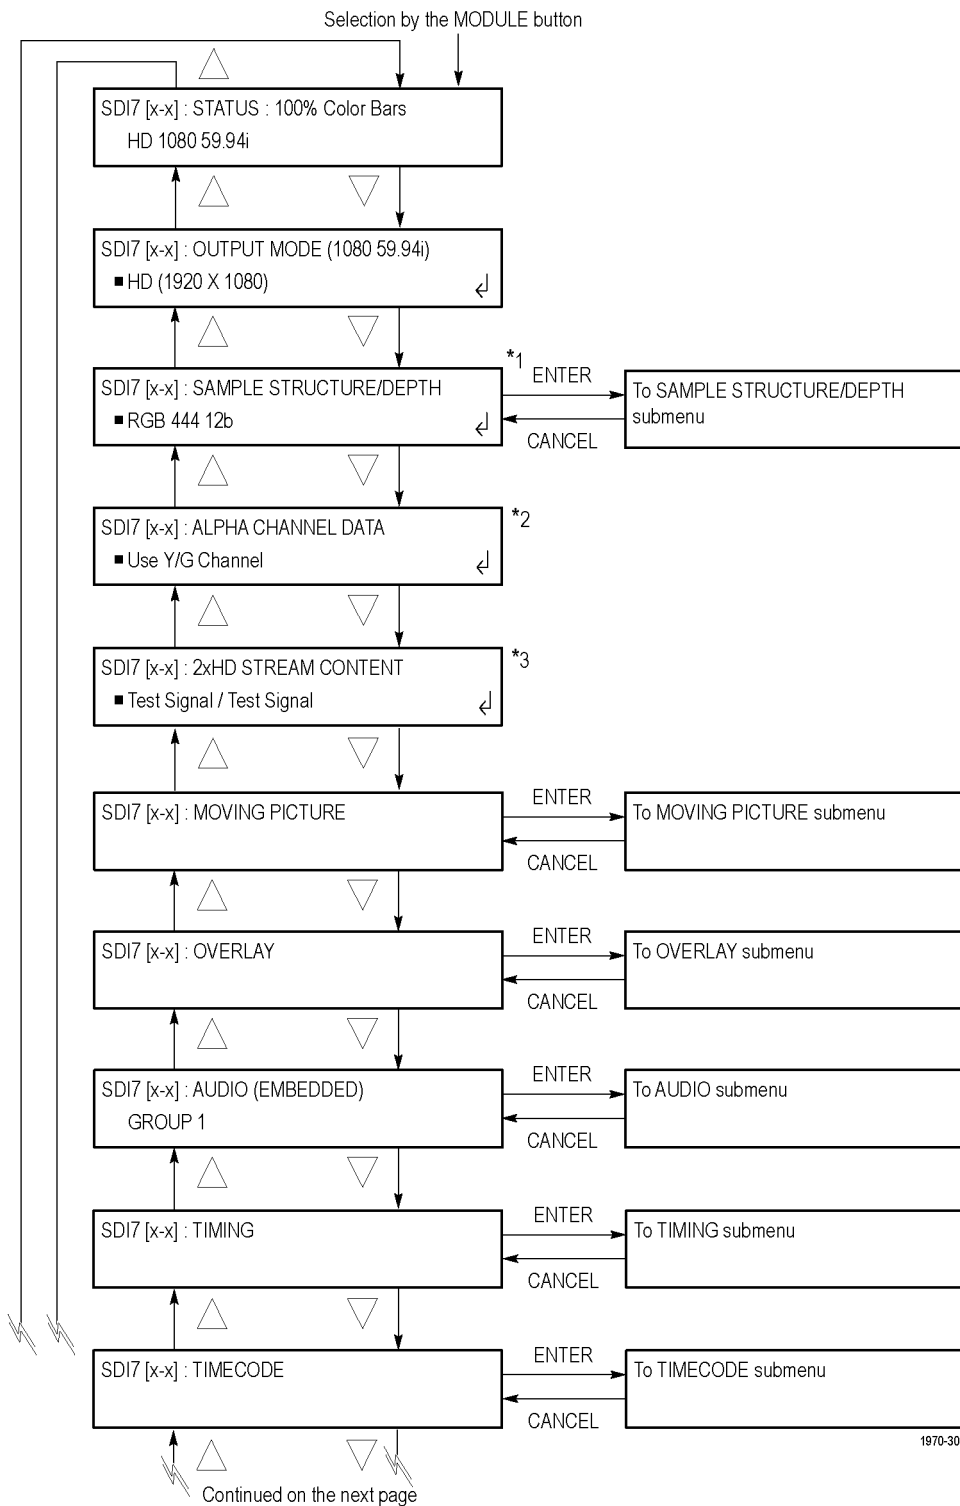 Selection by the MODULE button
SDI7 [x-x] : STATUS : 100% Color Bars
HD 1080 59.94i
SDI7 [x-x] : OUTPUT MODE (1080 59.94i)
■ HD (1920 X 1080)
SDI7 [x-x] : SAMPLE STRUCTURE/DEPTH
■ RGB 444 12b
*1
ENTER
CANCEL
To SAMPLE STRUCTURE/DEPTH
submenu
SDI7 [x-x] : ALPHA CHANNEL DATA
■ Use Y/G Channel
*2
SDI7 [x-x] : 2xHD STREAM CONTENT
■ Test Signal / Test Signal
*3
SDI7 [x-x] : MOVING PICTURE
ENTER
CANCEL
To MOVING PICTURE submenu
SDI7 [x-x] : OVERLAY
ENTER
CANCEL
To OVERLAY submenu
SDI7 [x-x] : AUDIO (EMBEDDED)
GROUP 1
ENTER
CANCEL
To AUDIO submenu
SDI7 [x-x] : TIMING
ENTER
CANCEL
To TIMING submenu
SDI7 [x-x] : TIMECODE
ENTER
CANCEL
To TIMECODE submenu
1970-30
Continued on the next page